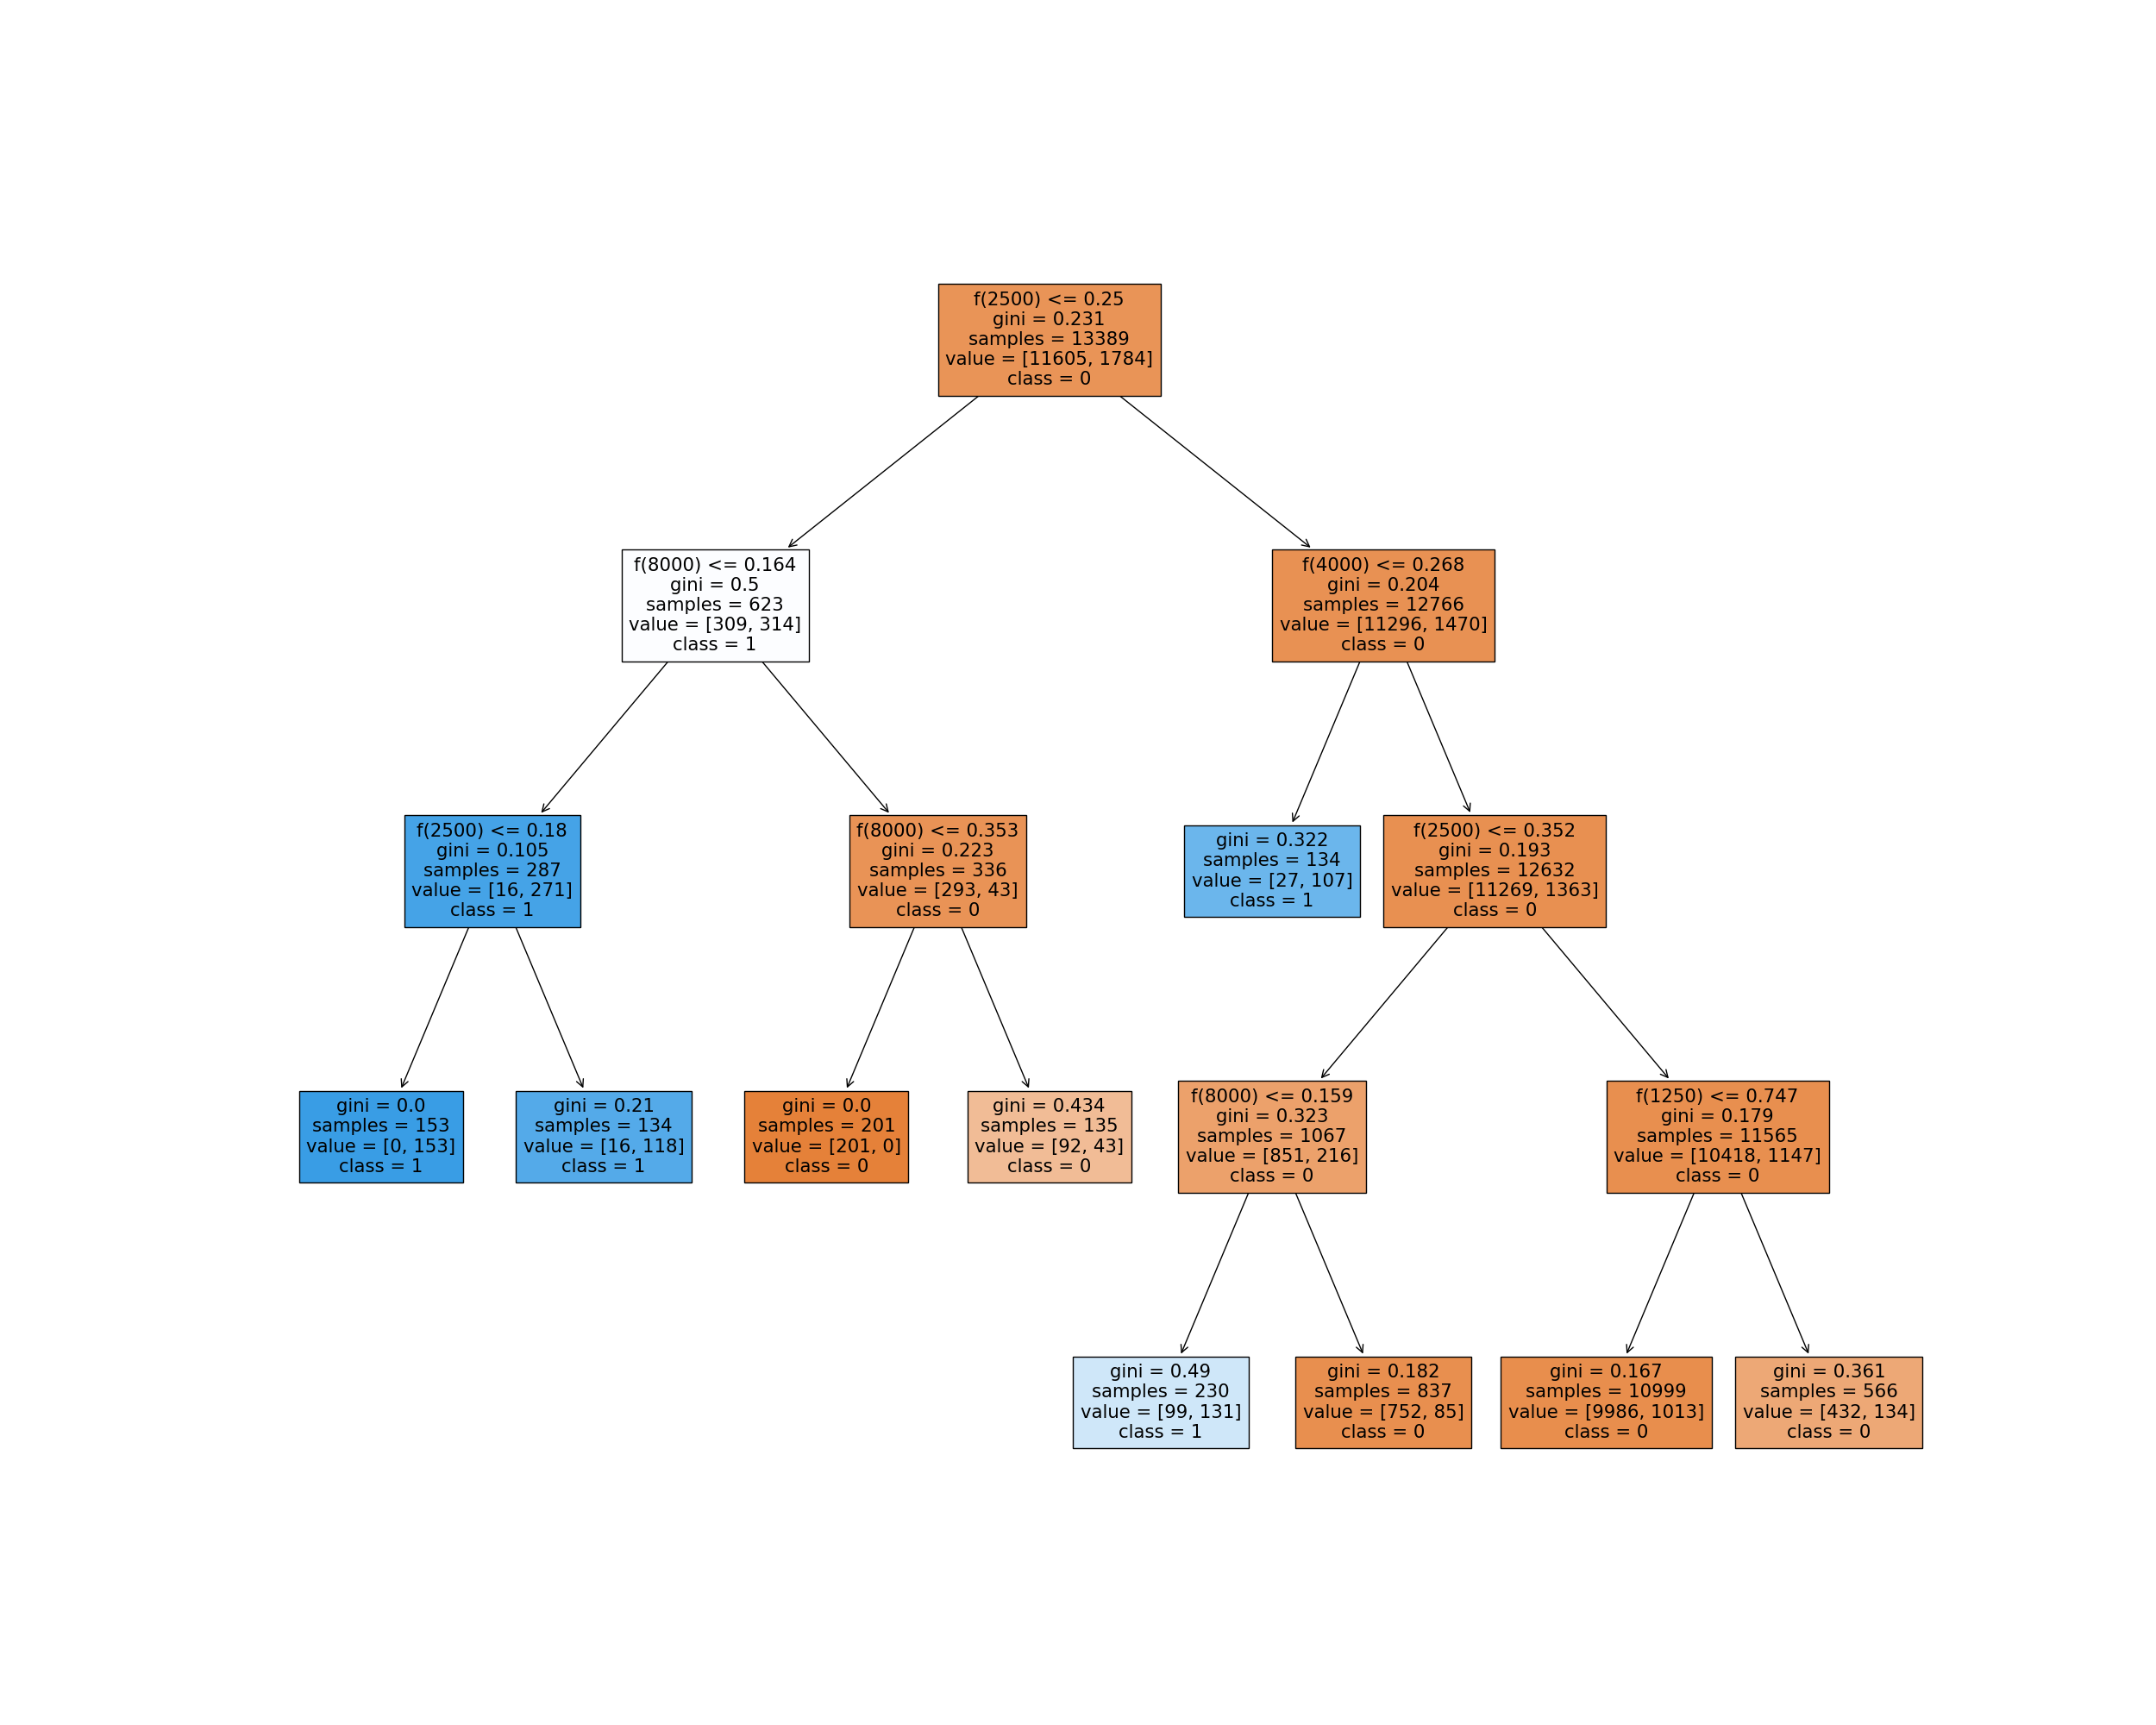 f(2500) <= 0.25
gini = 0.231
samples = 13389
value = [11605, 1784]
class = 0
f(8000) <= 0.164
gini = 0.5
samples = 623
value = [309, 314]
class = 1
f(4000) <= 0.268
gini = 0.204
samples = 12766
value = [11296, 1470]
class = 0
f(2500) <= 0.18
gini = 0.105
samples = 287
value = [16, 271]
class = 1
f(8000) <= 0.353
gini = 0.223
samples = 336
value = [293, 43]
class = 0
gini = 0.322
samples = 134
value = [27, 107]
class = 1
f(2500) <= 0.352
gini = 0.193
samples = 12632
value = [11269, 1363]
class = 0
gini = 0.0
samples = 153
value = [0, 153]
class = 1
gini = 0.21
samples = 134
value = [16, 118]
class = 1
gini = 0.0
samples = 201
value = [201, 0]
class = 0
gini = 0.434
samples = 135
value = [92, 43]
class = 0
f(8000) <= 0.159
gini = 0.323
samples = 1067
value = [851, 216]
class = 0
f(1250) <= 0.747
gini = 0.179
samples = 11565
value = [10418, 1147]
class = 0
gini = 0.49
samples = 230
value = [99, 131]
class = 1
gini = 0.182
samples = 837
value = [752, 85]
class = 0
gini = 0.167
samples = 10999
value = [9986, 1013]
class = 0
gini = 0.361
samples = 566
value = [432, 134]
class = 0